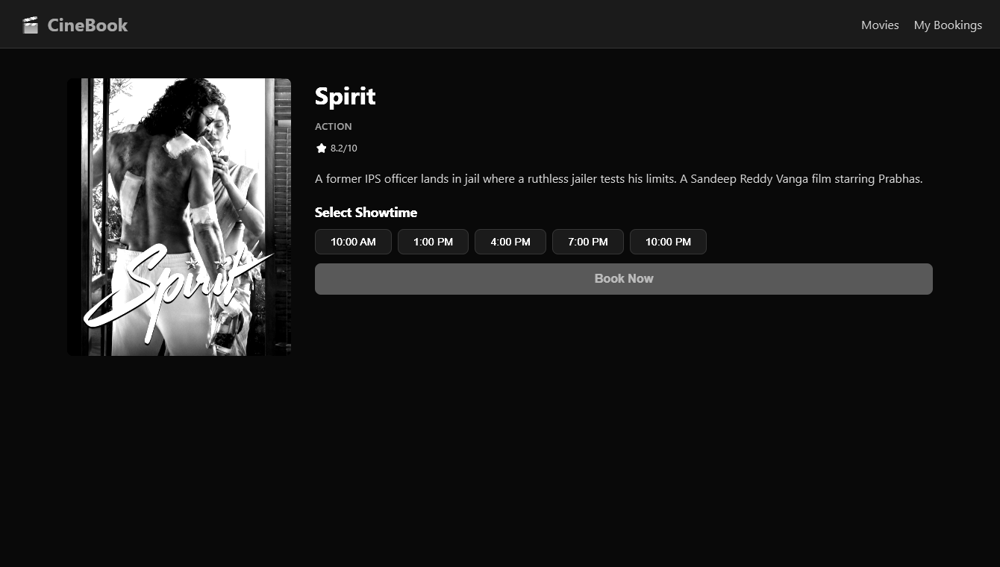 CineBook
Movies
My Bookings
Spirit
Spirit
ACTION
8.2/10
A former IPS officer lands in jail where a ruthless jailer tests his limits. A Sandeep Reddy Vanga film starring Prabhas.
Select Showtime
10:00 AM
1:00 PM
4:00 PM
7:00 PM
10:00 PM
Book Now